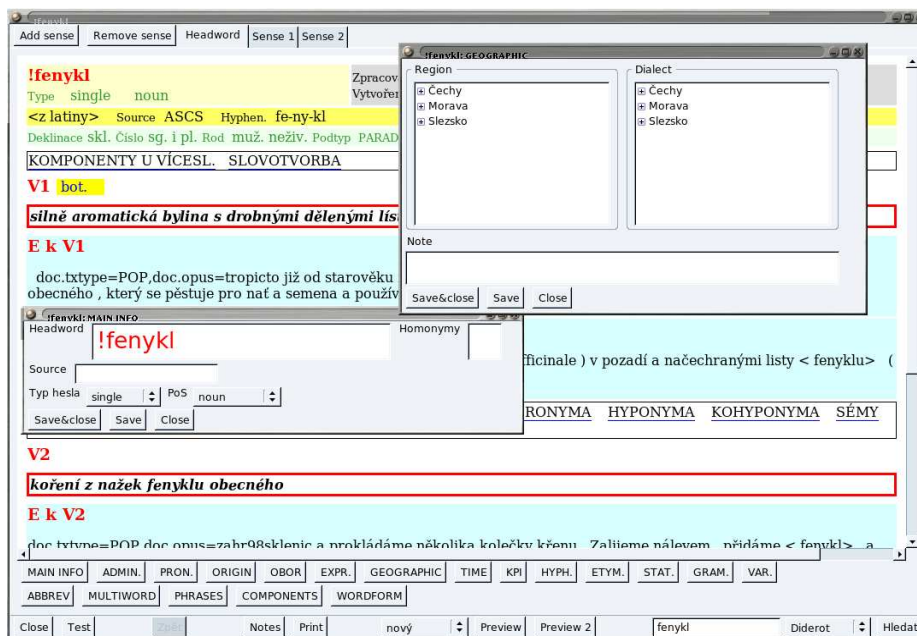 !fenykl
Add sense Remove sense Headword Sense 1 Sense 2
!fenykl: GEOGRAPHIC
Region Dialect
Čechy Čechy
Morava Morava
Slezsko Slezsko
Note
Save&close Save Close
!fenykl
Type single noun
<z latiny> Source ASCS Hyphen. fe-ny-kl
Deklinace skl. Číslo sg. i pl. Rod muž. neživ. Podtyp PARAD
KOMPONENTY U VÍCESL. SLOVOTVORBA
V1 bot.
silně aromatická bylina s drobnými dělenými
E k V1
doc.txtype=POP,doc.opus=tropicto již od starověku
obecného , který se pěstuje pro nať a semena a
!fenykl: MAIN INFO
Headword !fenykl Homonymy
Source
Typ hesla single PoS noun
Save&close Save Close
) v pozadí a načechranými listy < fenyklu> (
HYPONYMA KOHYPONYMA SÉMY
V2
koření z nažek fenyklu obecného
E k V2
doc.txtype=POP,doc.opus=zahr98sklenic a prokládáme několika kolečky křenu . Zalijeme nálevem , přidáme < fenykl> , a
MAIN INFO ADMIN. PRON. ORIGIN OBOR EXPR. GEOGRAPHIC TIME KPI HYPH. ETYM. STAT. GRAM. VAR.
ABBREV MULTIWORD PHRASES COMPONENTS WORDFORM
Close Test Zpět Notes Print nový Preview Preview 2 fenykl Diderot Hledat